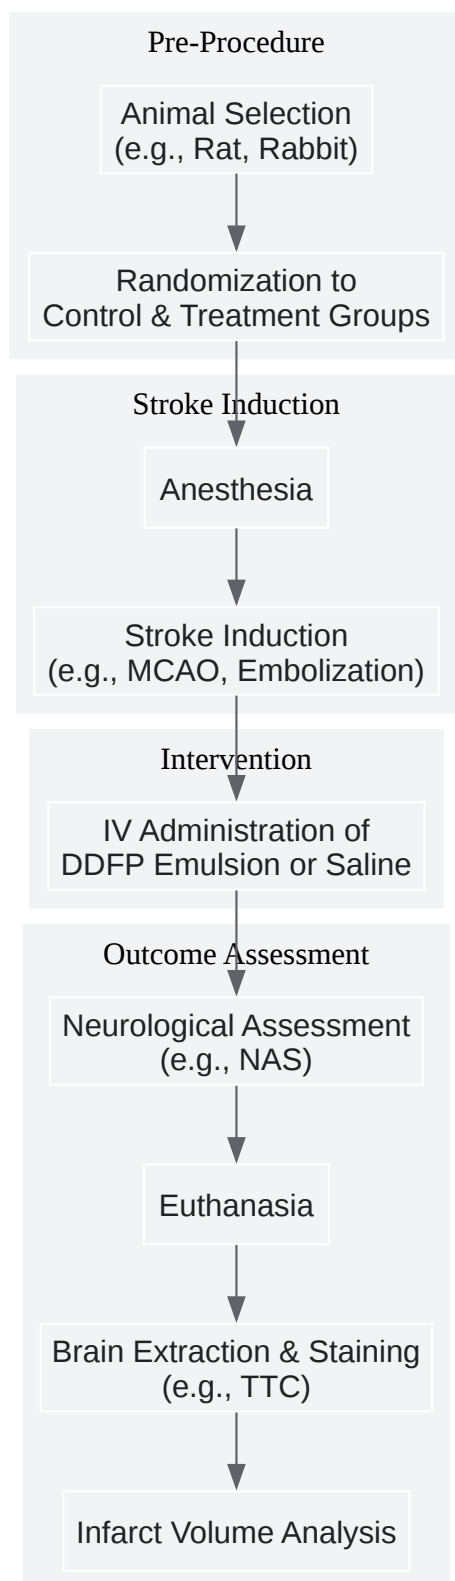 Pre-Procedure
Animal Selection
(e.g., Rat, Rabbit)
Randomization to
Control & Treatment Groups
Stroke Induction
Anesthesia
Stroke Induction
(e.g., MCAO, Embolization)
Intervention
IV Administration of
DDFP Emulsion or Saline
Outcome Assessment
Neurological Assessment
(e.g., NAS)
Euthanasia
Brain Extraction & Staining
(e.g., TTC)
Infarct Volume Analysis